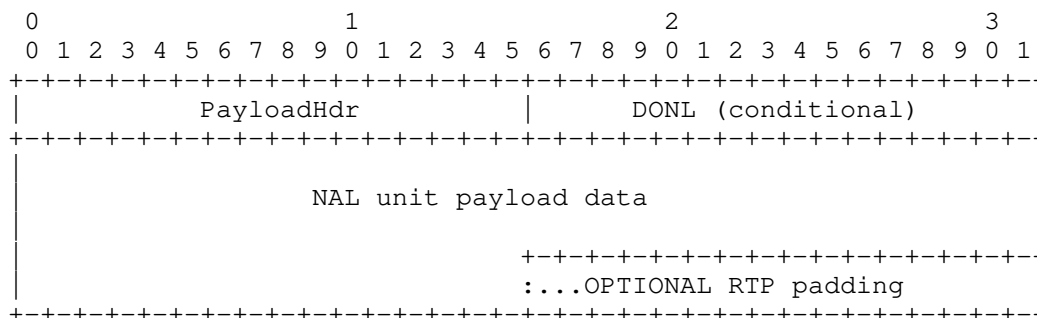 0                   1                   2                   3
0 1 2 3 4 5 6 7 8 9 0 1 2 3 4 5 6 7 8 9 0 1 2 3 4 5 6 7 8 9 0 1
+-+-+-+-+-+-+-+-+-+-+-+-+-+-+-+-+-+-+-+-+-+-+-+-+-+-+-+-+-+-+-+--
|           PayloadHdr          |      DONL (conditional)
+-+-+-+-+-+-+-+-+-+-+-+-+-+-+-+-+-+-+-+-+-+-+-+-+-+-+-+-+-+-+-+--
|
|                  NAL unit payload data
|
|                               +-+-+-+-+-+-+-+-+-+-+-+-+-+-+-+--
|                               :...OPTIONAL RTP padding
+-+-+-+-+-+-+-+-+-+-+-+-+-+-+-+-+-+-+-+-+-+-+-+-+-+-+-+-+-+-+-+--